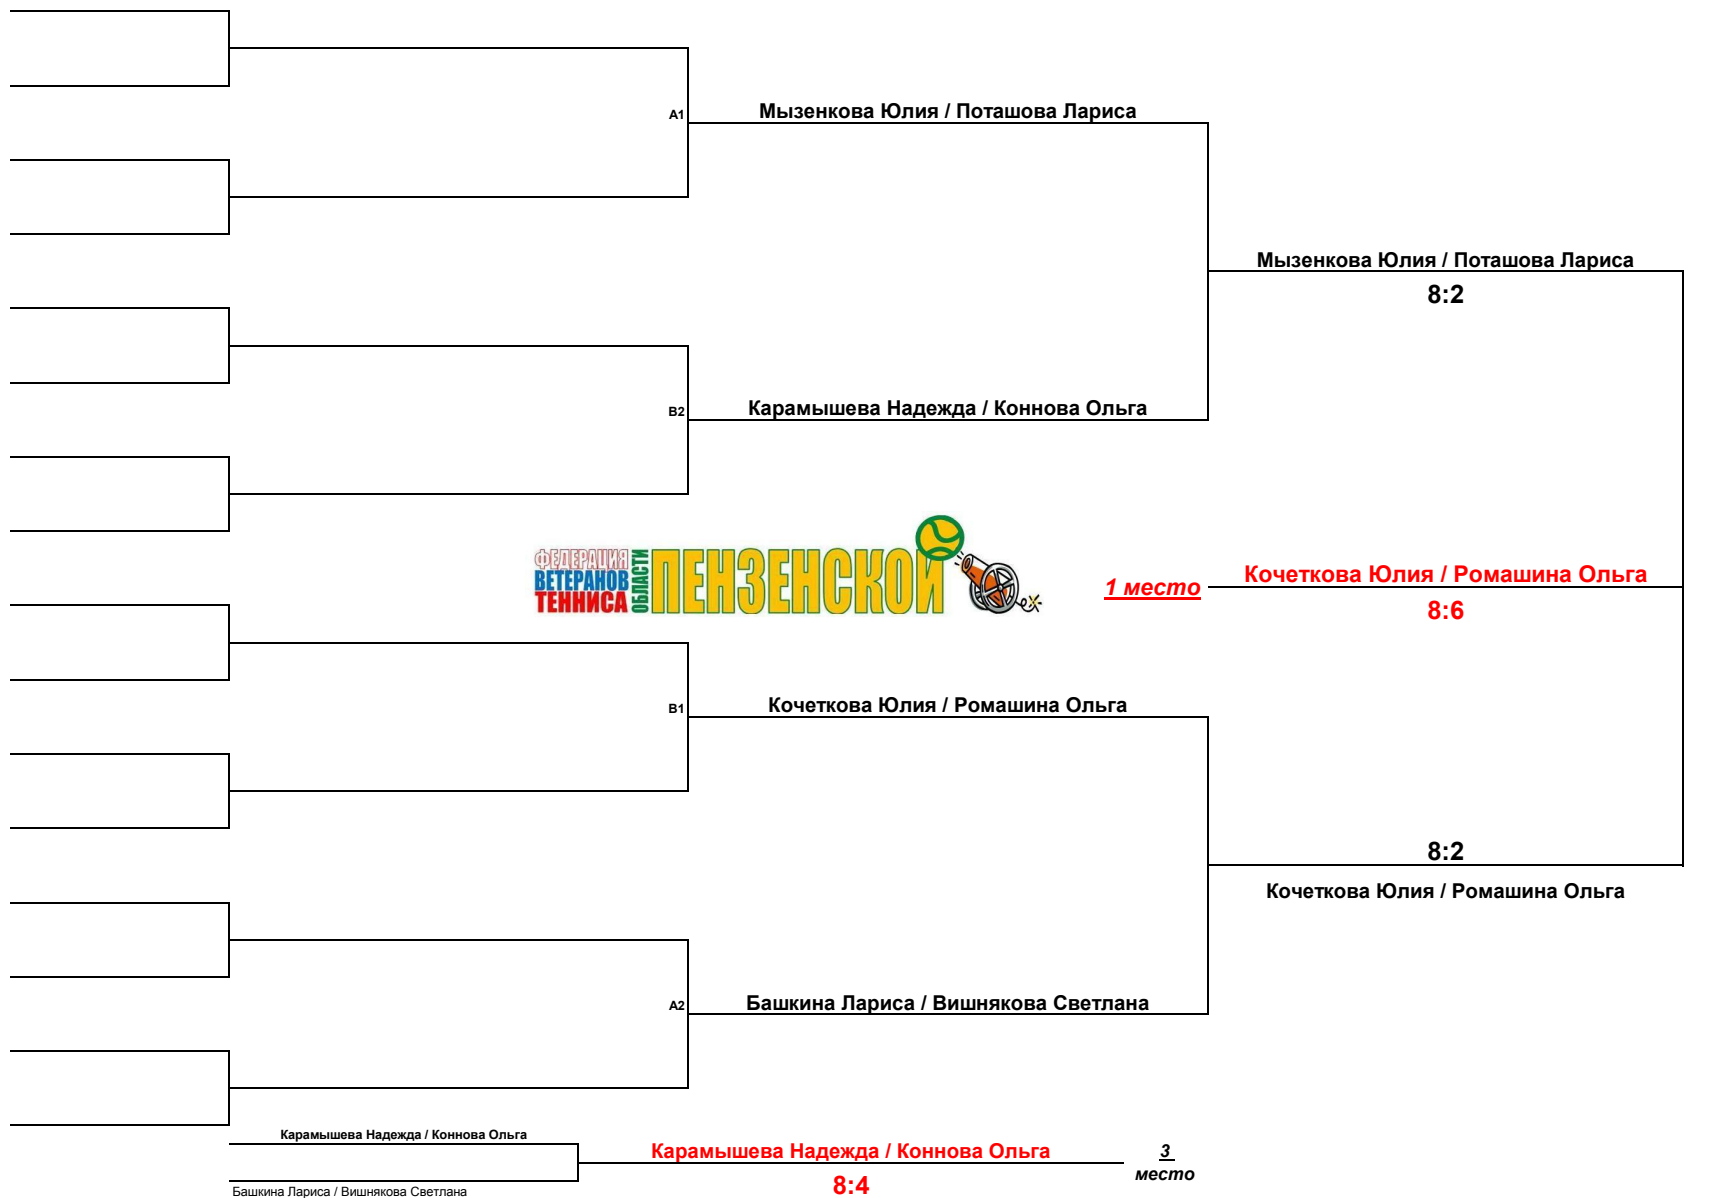 A1
Мызенкова Юлия / Поташова Лариса
Мызенкова Юлия / Поташова Лариса
8:2
B2
Карамышева Надежда / Коннова Ольга
ФЕДЕРАЦИЯ
ВЕТЕРАНОВ
ТЕННИСА
ОБЛАСТИ
ПЕНЗЕНСКОЙ
1 место
Кочеткова Юлия / Ромашина Ольга
8:6
B1
Кочеткова Юлия / Ромашина Ольга
8:2
Кочеткова Юлия / Ромашина Ольга
A2
Башкина Лариса / Вишнякова Светлана
Карамышева Надежда / Коннова Ольга
Карамышева Надежда / Коннова Ольга
3
место
8:4
Башкина Лариса / Вишнякова Светлана